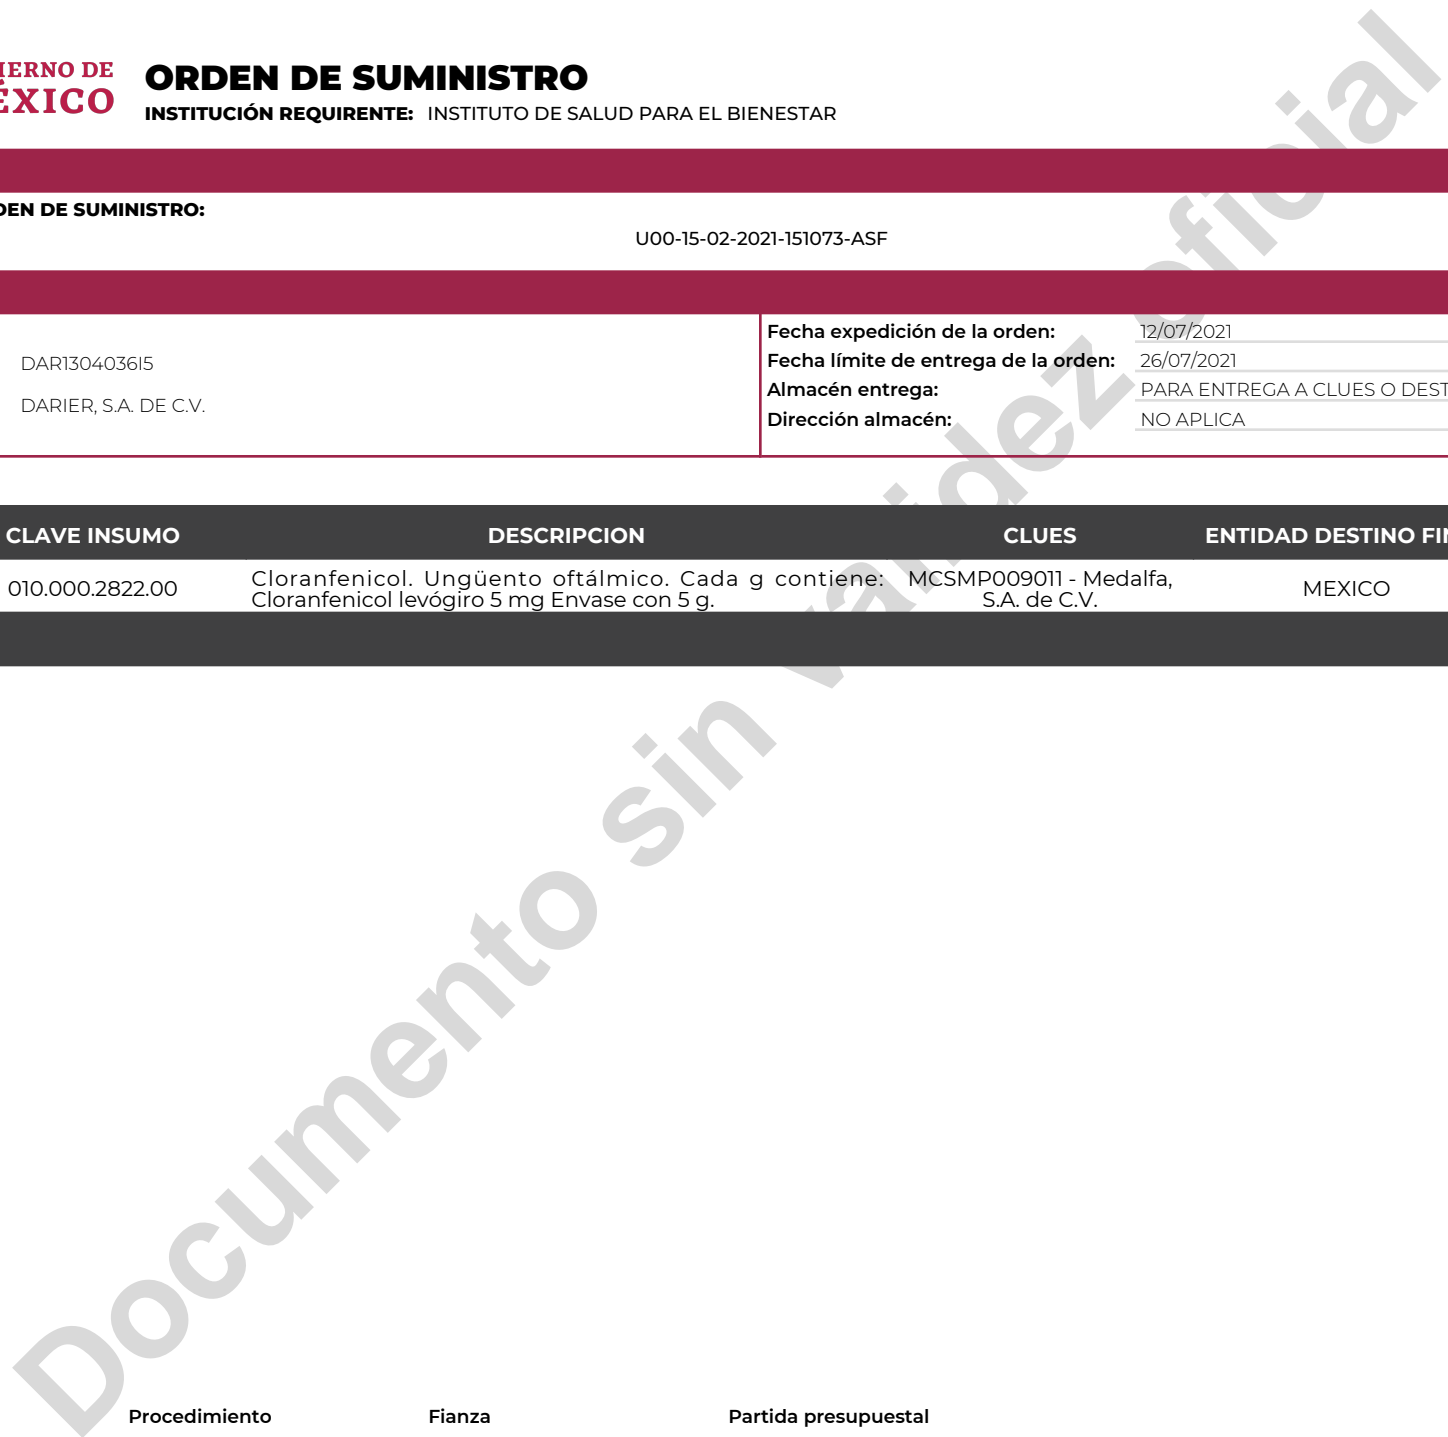 IERNO DE
ÉXICO
ORDEN DE SUMINISTRO
INSTITUCIÓN REQUIRENTE: INSTITUTO DE SALUD PARA EL BIENESTAR
DEN DE SUMINISTRO:
U00-15-02-2021-151073-ASF
DAR1304036I5
DARIER, S.A. DE C.V.
Fecha expedición de la orden: 12/07/2021
Fecha límite de entrega de la orden: 26/07/2021
Almacén entrega: PARA ENTREGA A CLUES O DEST
Dirección almacén: NO APLICA
CLAVE INSUMO DESCRIPCION CLUES ENTIDAD DESTINO FIN
010.000.2822.00
Cloranfenicol. Ungüento oftálmico. Cada g contiene:
Cloranfenicol levógiro 5 mg Envase con 5 g.
MCSMP009011 - Medalfa,
S.A. de C.V.
MEXICO
Documento sin validez oficial
Procedimiento Fianza Partida presupuestal